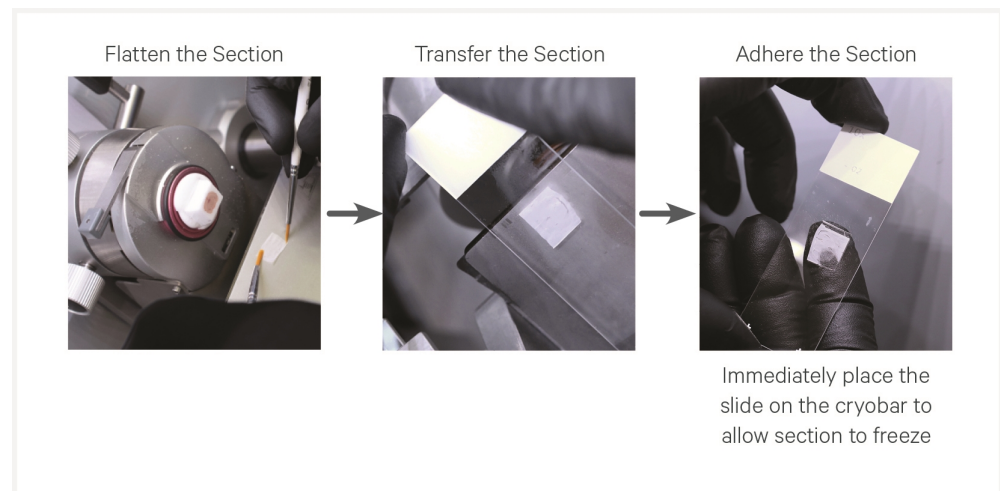 Flatten the Section
Transfer the Section
Adhere the Section
Immediately place the
slide on the cryobar to
allow section to freeze